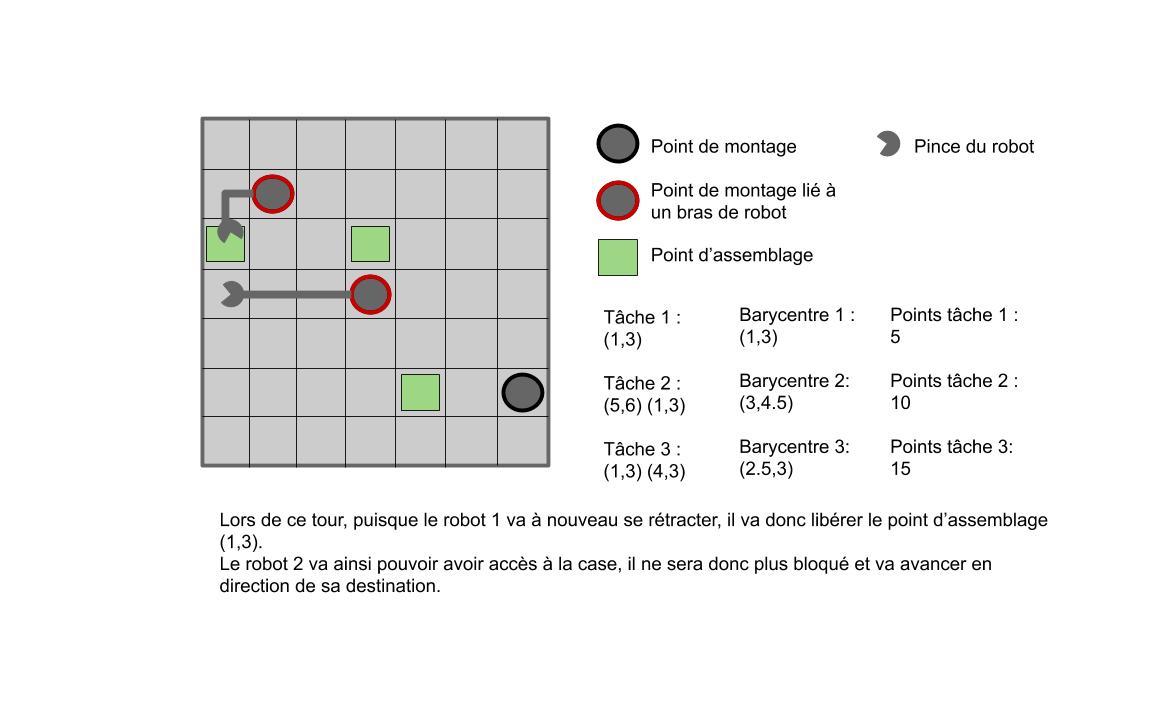 Point de montage
Pince du robot
Point de montage lié à
un bras de robot
Point d'assemblage
Tâche 1 :
(1,3)
Barycentre 1 :
(1,3)
Points tâche 1 :
5
Tâche 2 :
(5,6) (1,3)
Barycentre 2:
(3,4.5)
Points tâche 2 :
10
Tâche 3 :
(1,3) (4,3)
Barycentre 3:
(2.5,3)
Points tâche 3:
15
Lors de ce tour, puisque le robot 1 va à nouveau se rétracter, il va donc libérer le point d'assemblage
(1,3).
Le robot 2 va ainsi pouvoir avoir accès à la case, il ne sera donc plus bloqué et va avancer en
direction de sa destination.